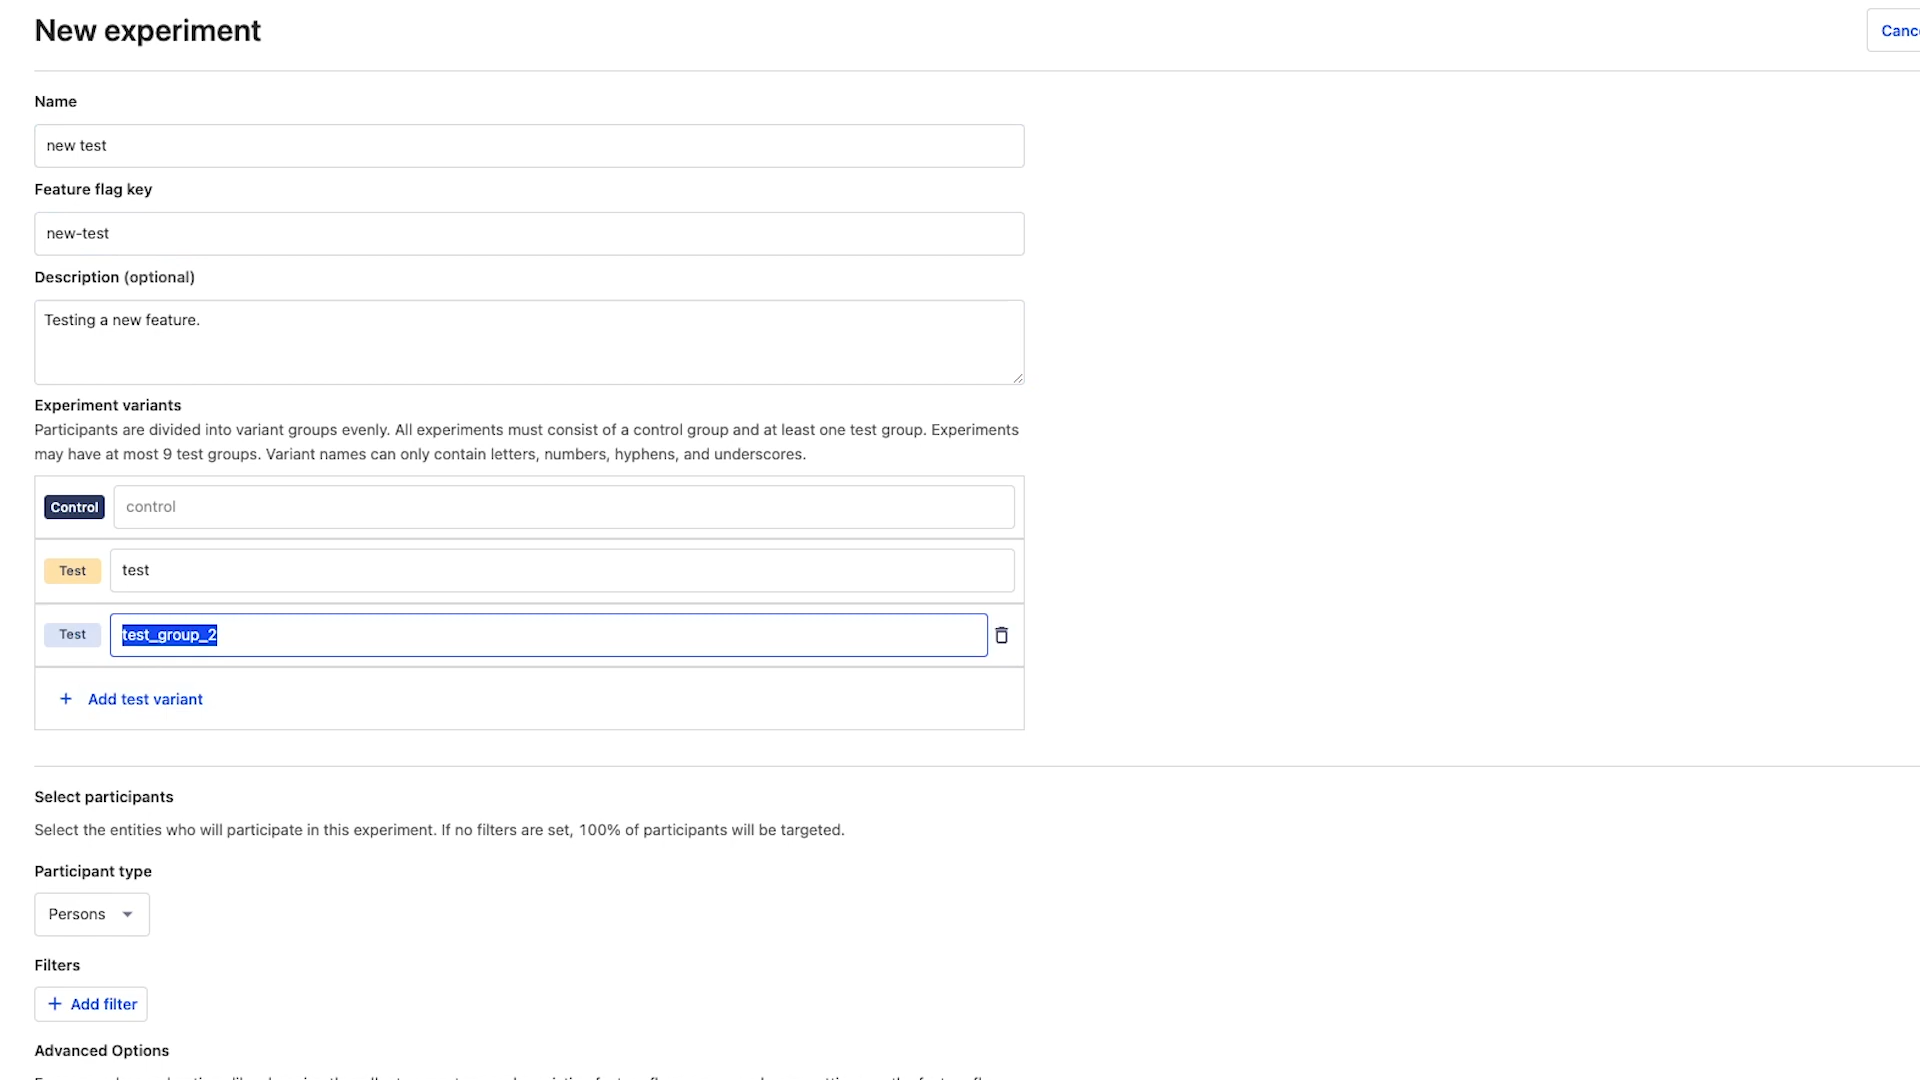 New experiment
Name
new test
Feature flag key
new-test
Description (optional)
Testing a new feature.
Experiment variants
Participants are divided into variant groups evenly. All experiments must consist of a control group and at least one test group. Experiments
may have at most 9 test groups. Variant names can only contain letters, numbers, hyphens, and underscores.
Control control
Test test
Test test_group_2
+ Add test variant
Select participants
Select the entities who will participate in this experiment. If no filters are set, 100% of participants will be targeted.
Participant type
Persons
Filters
+ Add filter
Advanced Options